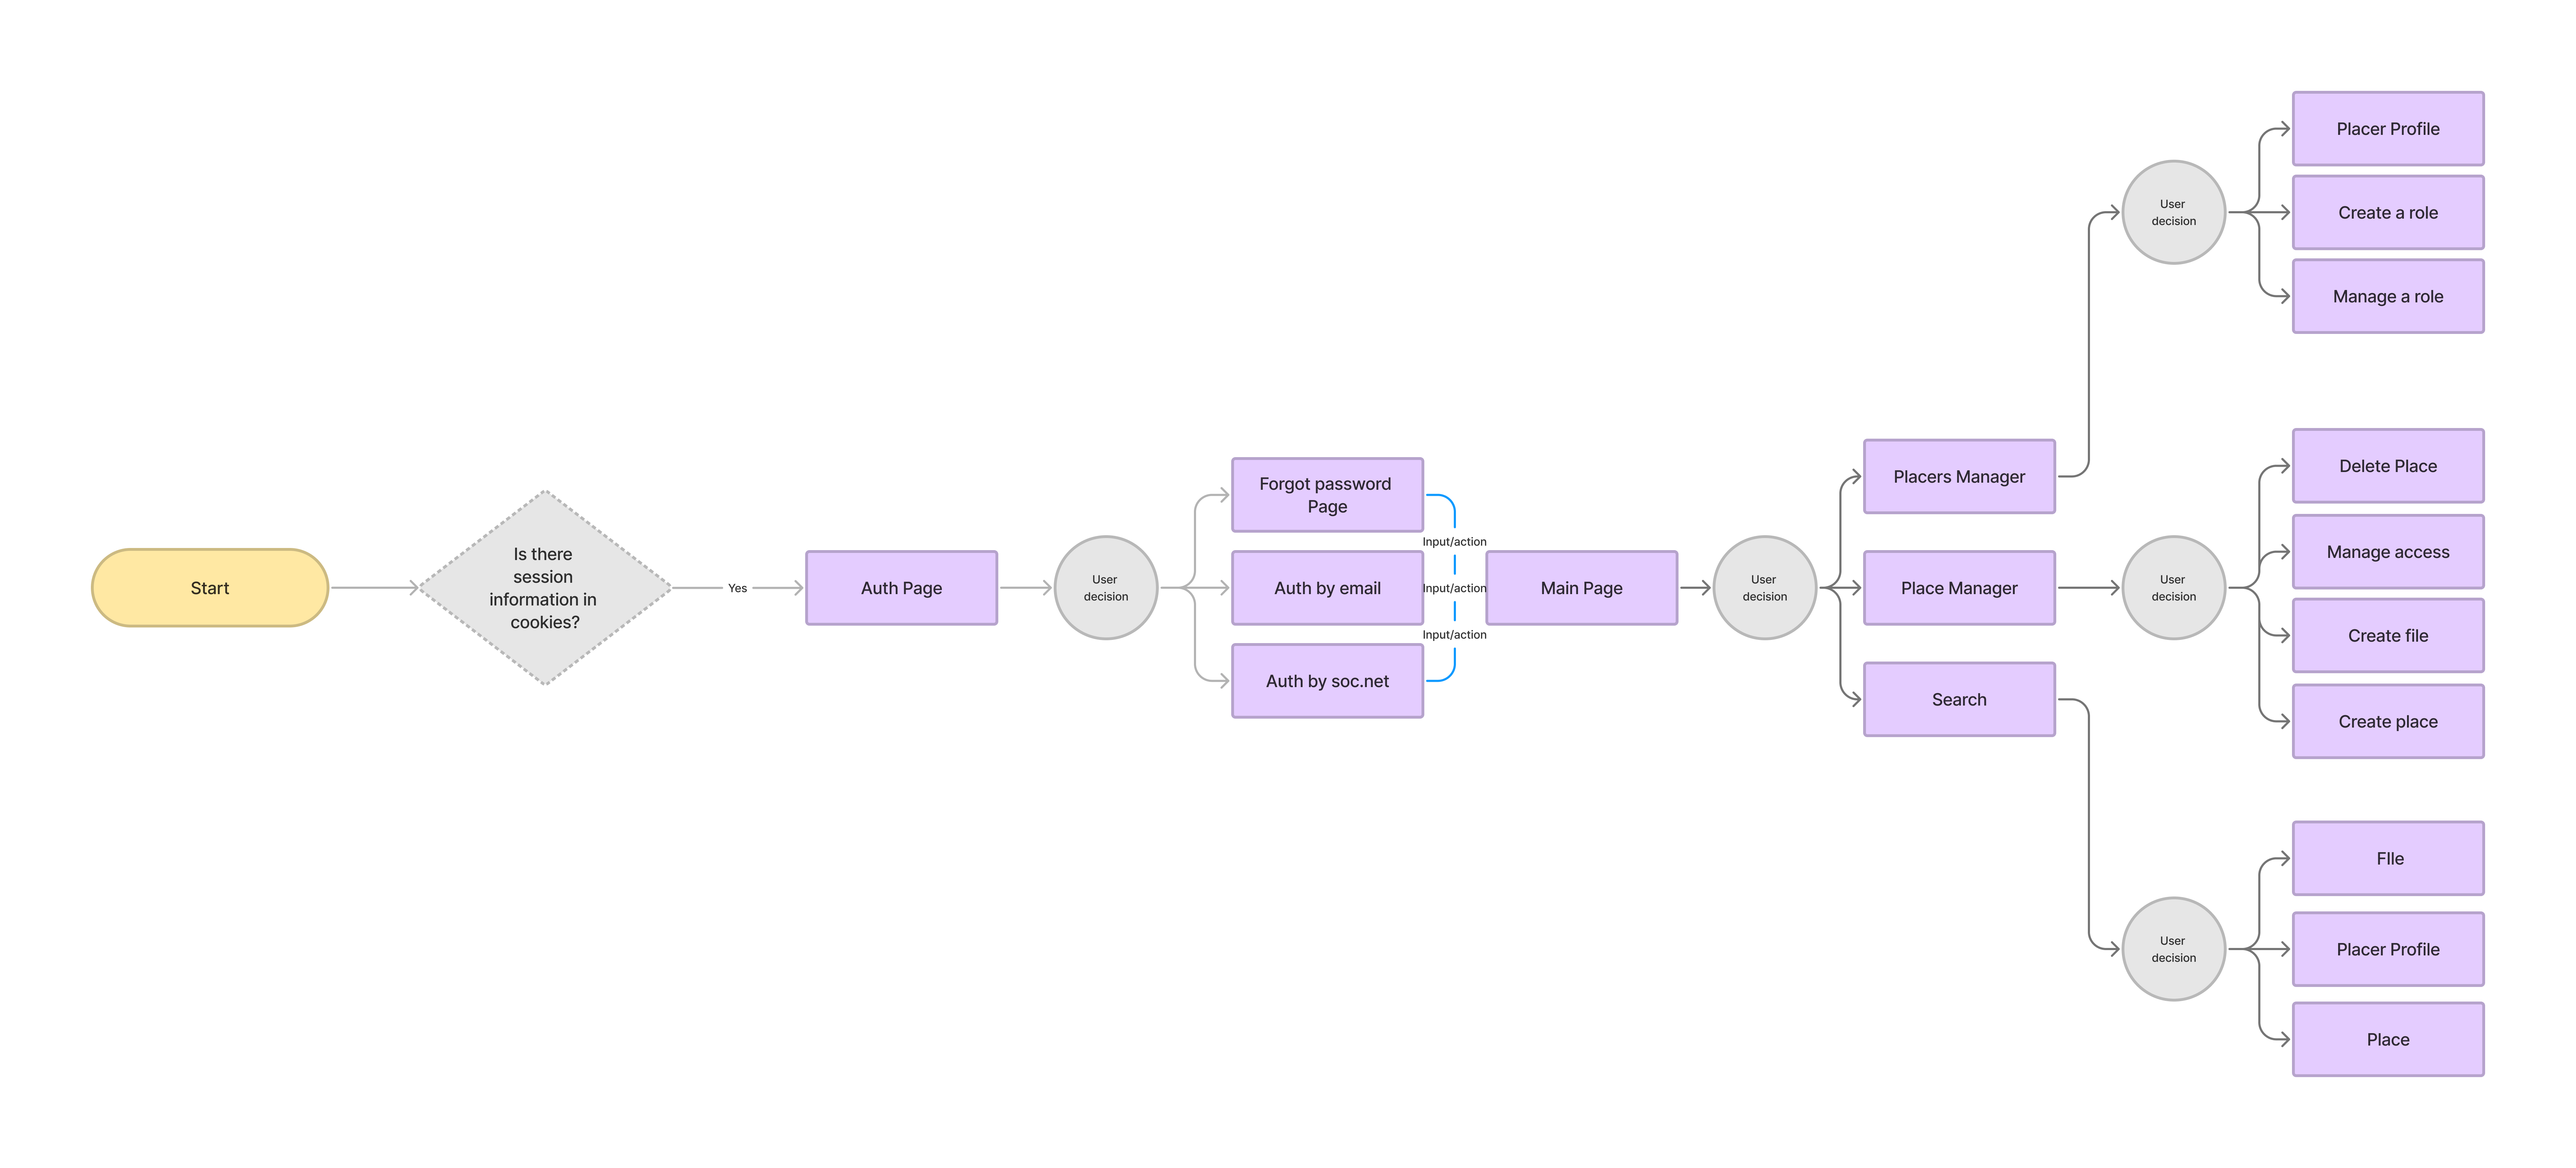 Start
Is there
session
information in
cookies?
Yes
Auth Page
User
decision
Forgot password
Page
Auth by email
Auth by soc.net
Input/action
Input/action
Input/action
Main Page
User
decision
Placers Manager
Place Manager
Search
User
decision
Placer Profile
Create a role
Manage a role
User
decision
Delete Place
Manage access
Create file
Create place
User
decision
FIle
Placer Profile
Place